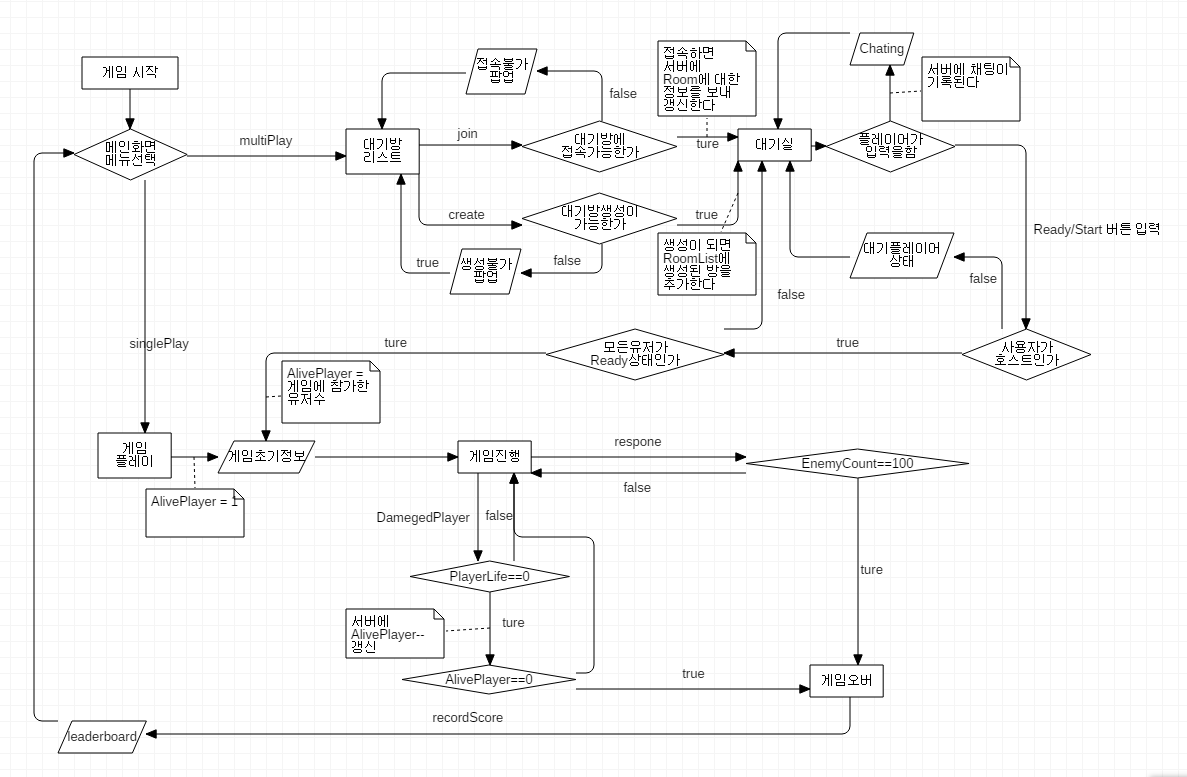 게임 시작
메인화면
메뉴선택
multiPlay
singlePlay
접속불가
팝업
false
대기방
리스트
join
대기방에
접속가능한가
create
대기방생성이
가능한가
true
생성불가
팝업
false
접속하면
서버에
Room에 대한
정보를 보내
갱신한다
ture
true
생성이 되면
RoomList에
생성된 방을
추가한다
대기실
Chating
서버에 채팅이
기록된다
플레이어가
입력을함
Ready/Start 버튼 입력
대기플레이어
상태
false
false
사용자가
호스트인가
true
모든유저가
Ready상태인가
ture
AlivePlayer =
게임에 참가한
유저수
게임
플레이
게임초기정보
AlivePlayer = 1
게임진행
respone
false
EnemyCount==100
DamegedPlayer
false
PlayerLife==0
ture
서버에
AlivePlayer--
갱신
ture
AlivePlayer==0
true
게임오버
recordScore
leaderboard